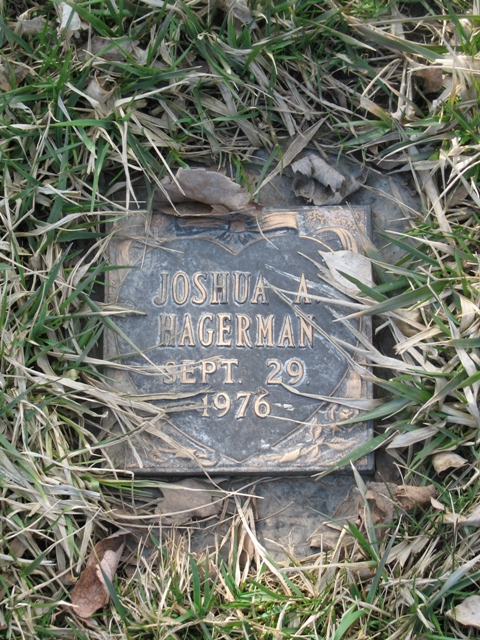 JOSHUA A.
HAGERMAN
SEPT. 29
1976